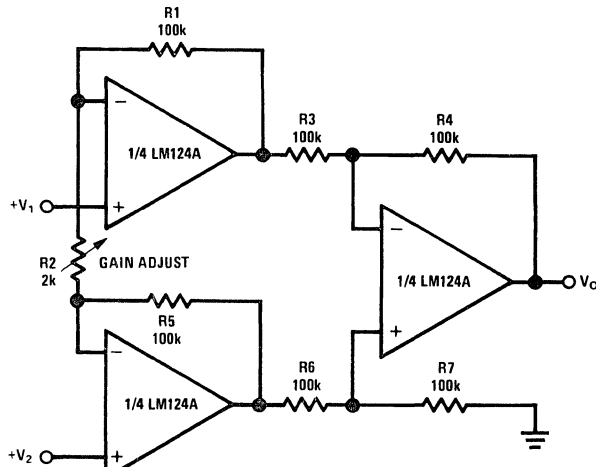 R1
100k
−
1/4 LM124A
+V1
+
R3
100k
R4
100k
R2
2k
GAIN ADJUST
−
1/4 LM124A
+
VO
R5
100k
−
1/4 LM124A
+V2
+
R6
100k
R7
100k